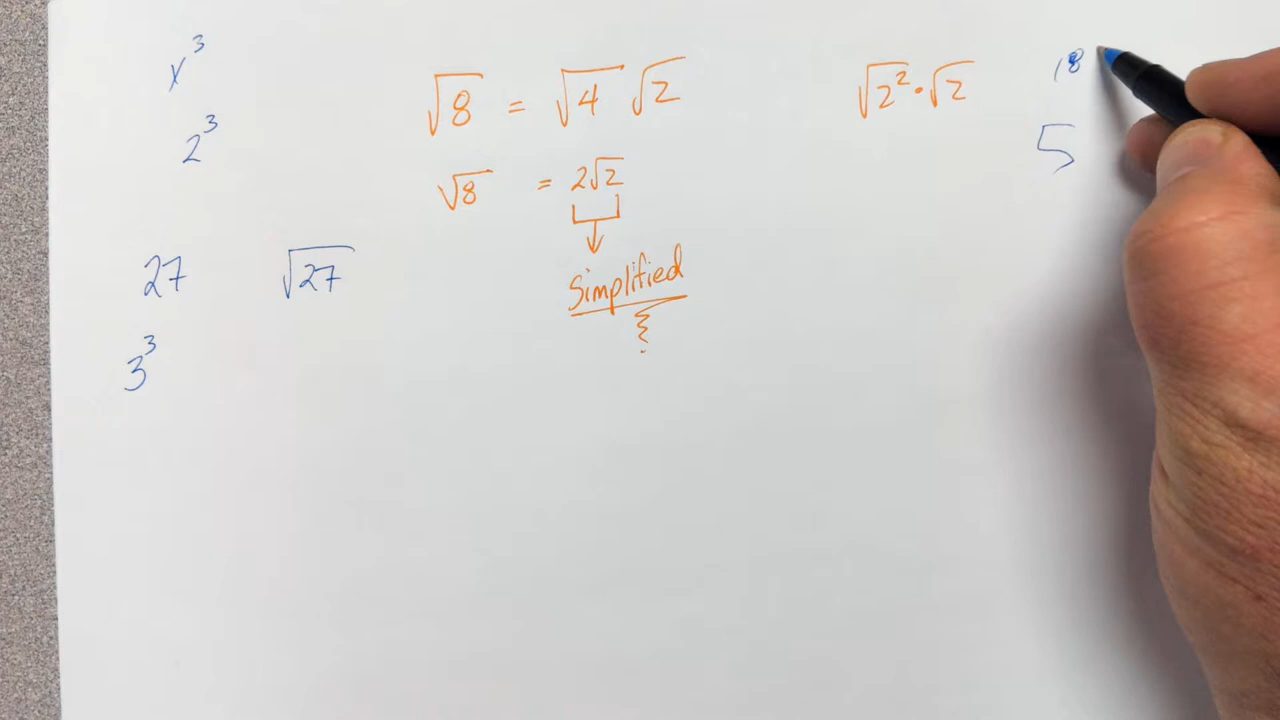 x³
2³
√8 = √4 √2
√2² · √2
18
5
√8 = 2√2
Simplified
27 √27
3³